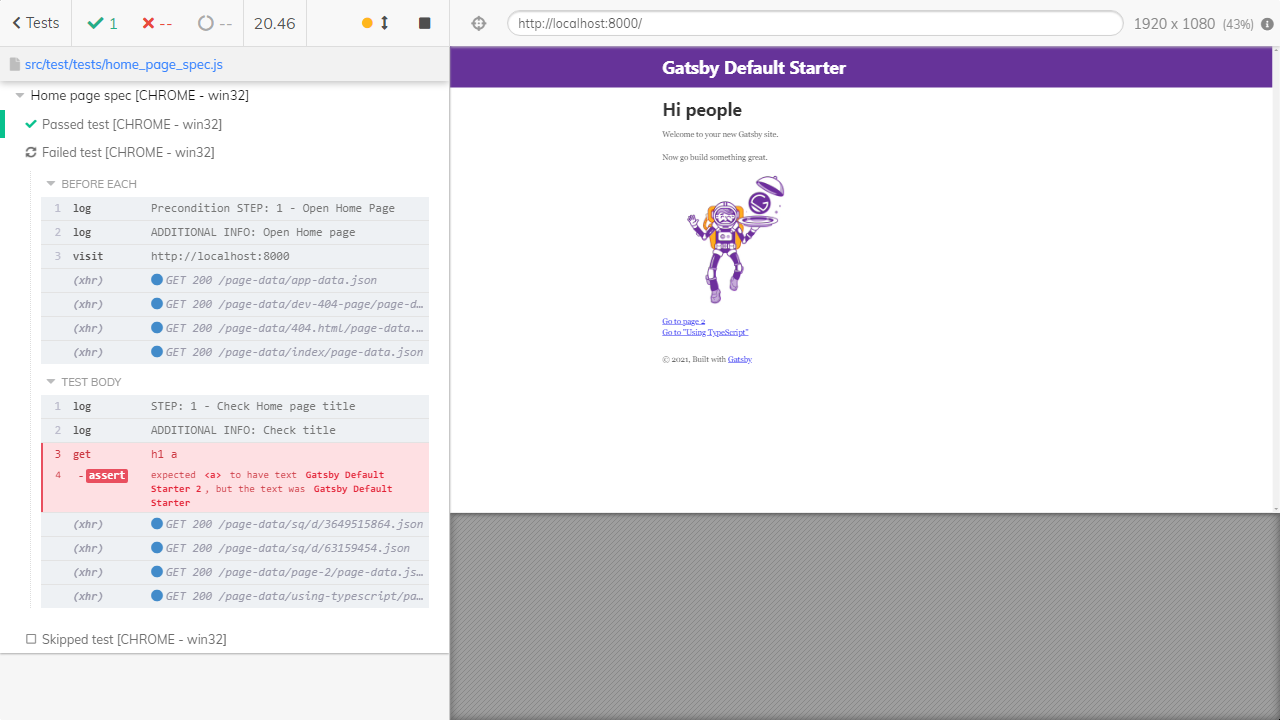 Tests
1
--
--
20.46
http://localhost:8000/
1920 x 1080 (43%)
src/test/tests/home_page_spec.js
Home page spec [CHROME - win32]
Passed test [CHROME - win32]
Failed test [CHROME - win32]
BEFORE EACH
1 log Precondition STEP: 1 - Open Home Page
2 log ADDITIONAL INFO: Open Home page
3 visit http://localhost:8000
(xhr) GET 200 /page-data/app-data.json
(xhr) GET 200 /page-data/dev-404-page/page-d...
(xhr) GET 200 /page-data/404.html/page-data....
(xhr) GET 200 /page-data/index/page-data.json
TEST BODY
1 log STEP: 1 - Check Home page title
2 log ADDITIONAL INFO: Check title
3 get h1 a
4 - assert expected <a> to have text Gatsby Default
Starter 2 , but the text was Gatsby Default
Starter
(xhr) GET 200 /page-data/sq/d/3649515864.json
(xhr) GET 200 /page-data/sq/d/63159454.json
(xhr) GET 200 /page-data/page-2/page-data.js...
(xhr) GET 200 /page-data/using-typescript/pa...
Skipped test [CHROME - win32]
Gatsby Default Starter
Hi people
Welcome to your new Gatsby site.
Now go build something great.
Go to page 2
Go to "Using TypeScript"
© 2021, Built with Gatsby